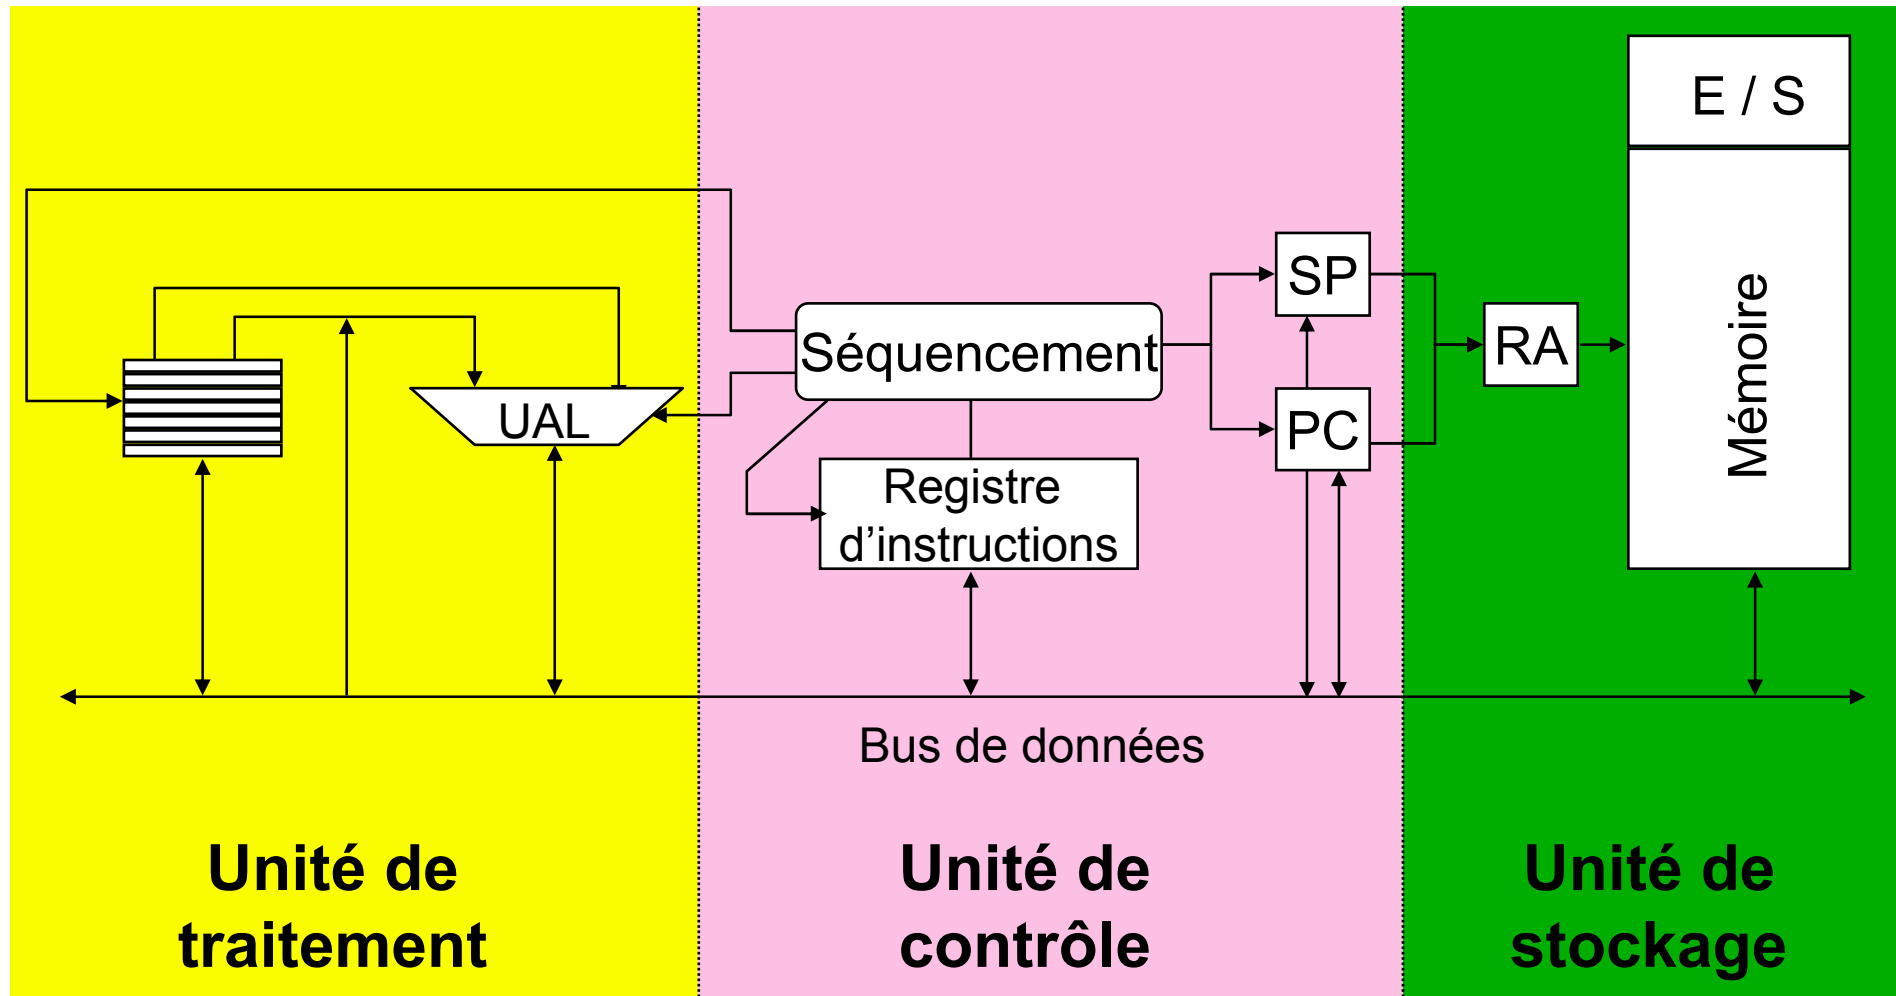 E / S
SP
Séquencement
RA
Mémoire
UAL
PC
Registre
d’instructions
Bus de données
Unité de
traitement
Unité de
contrôle
Unité de
stockage